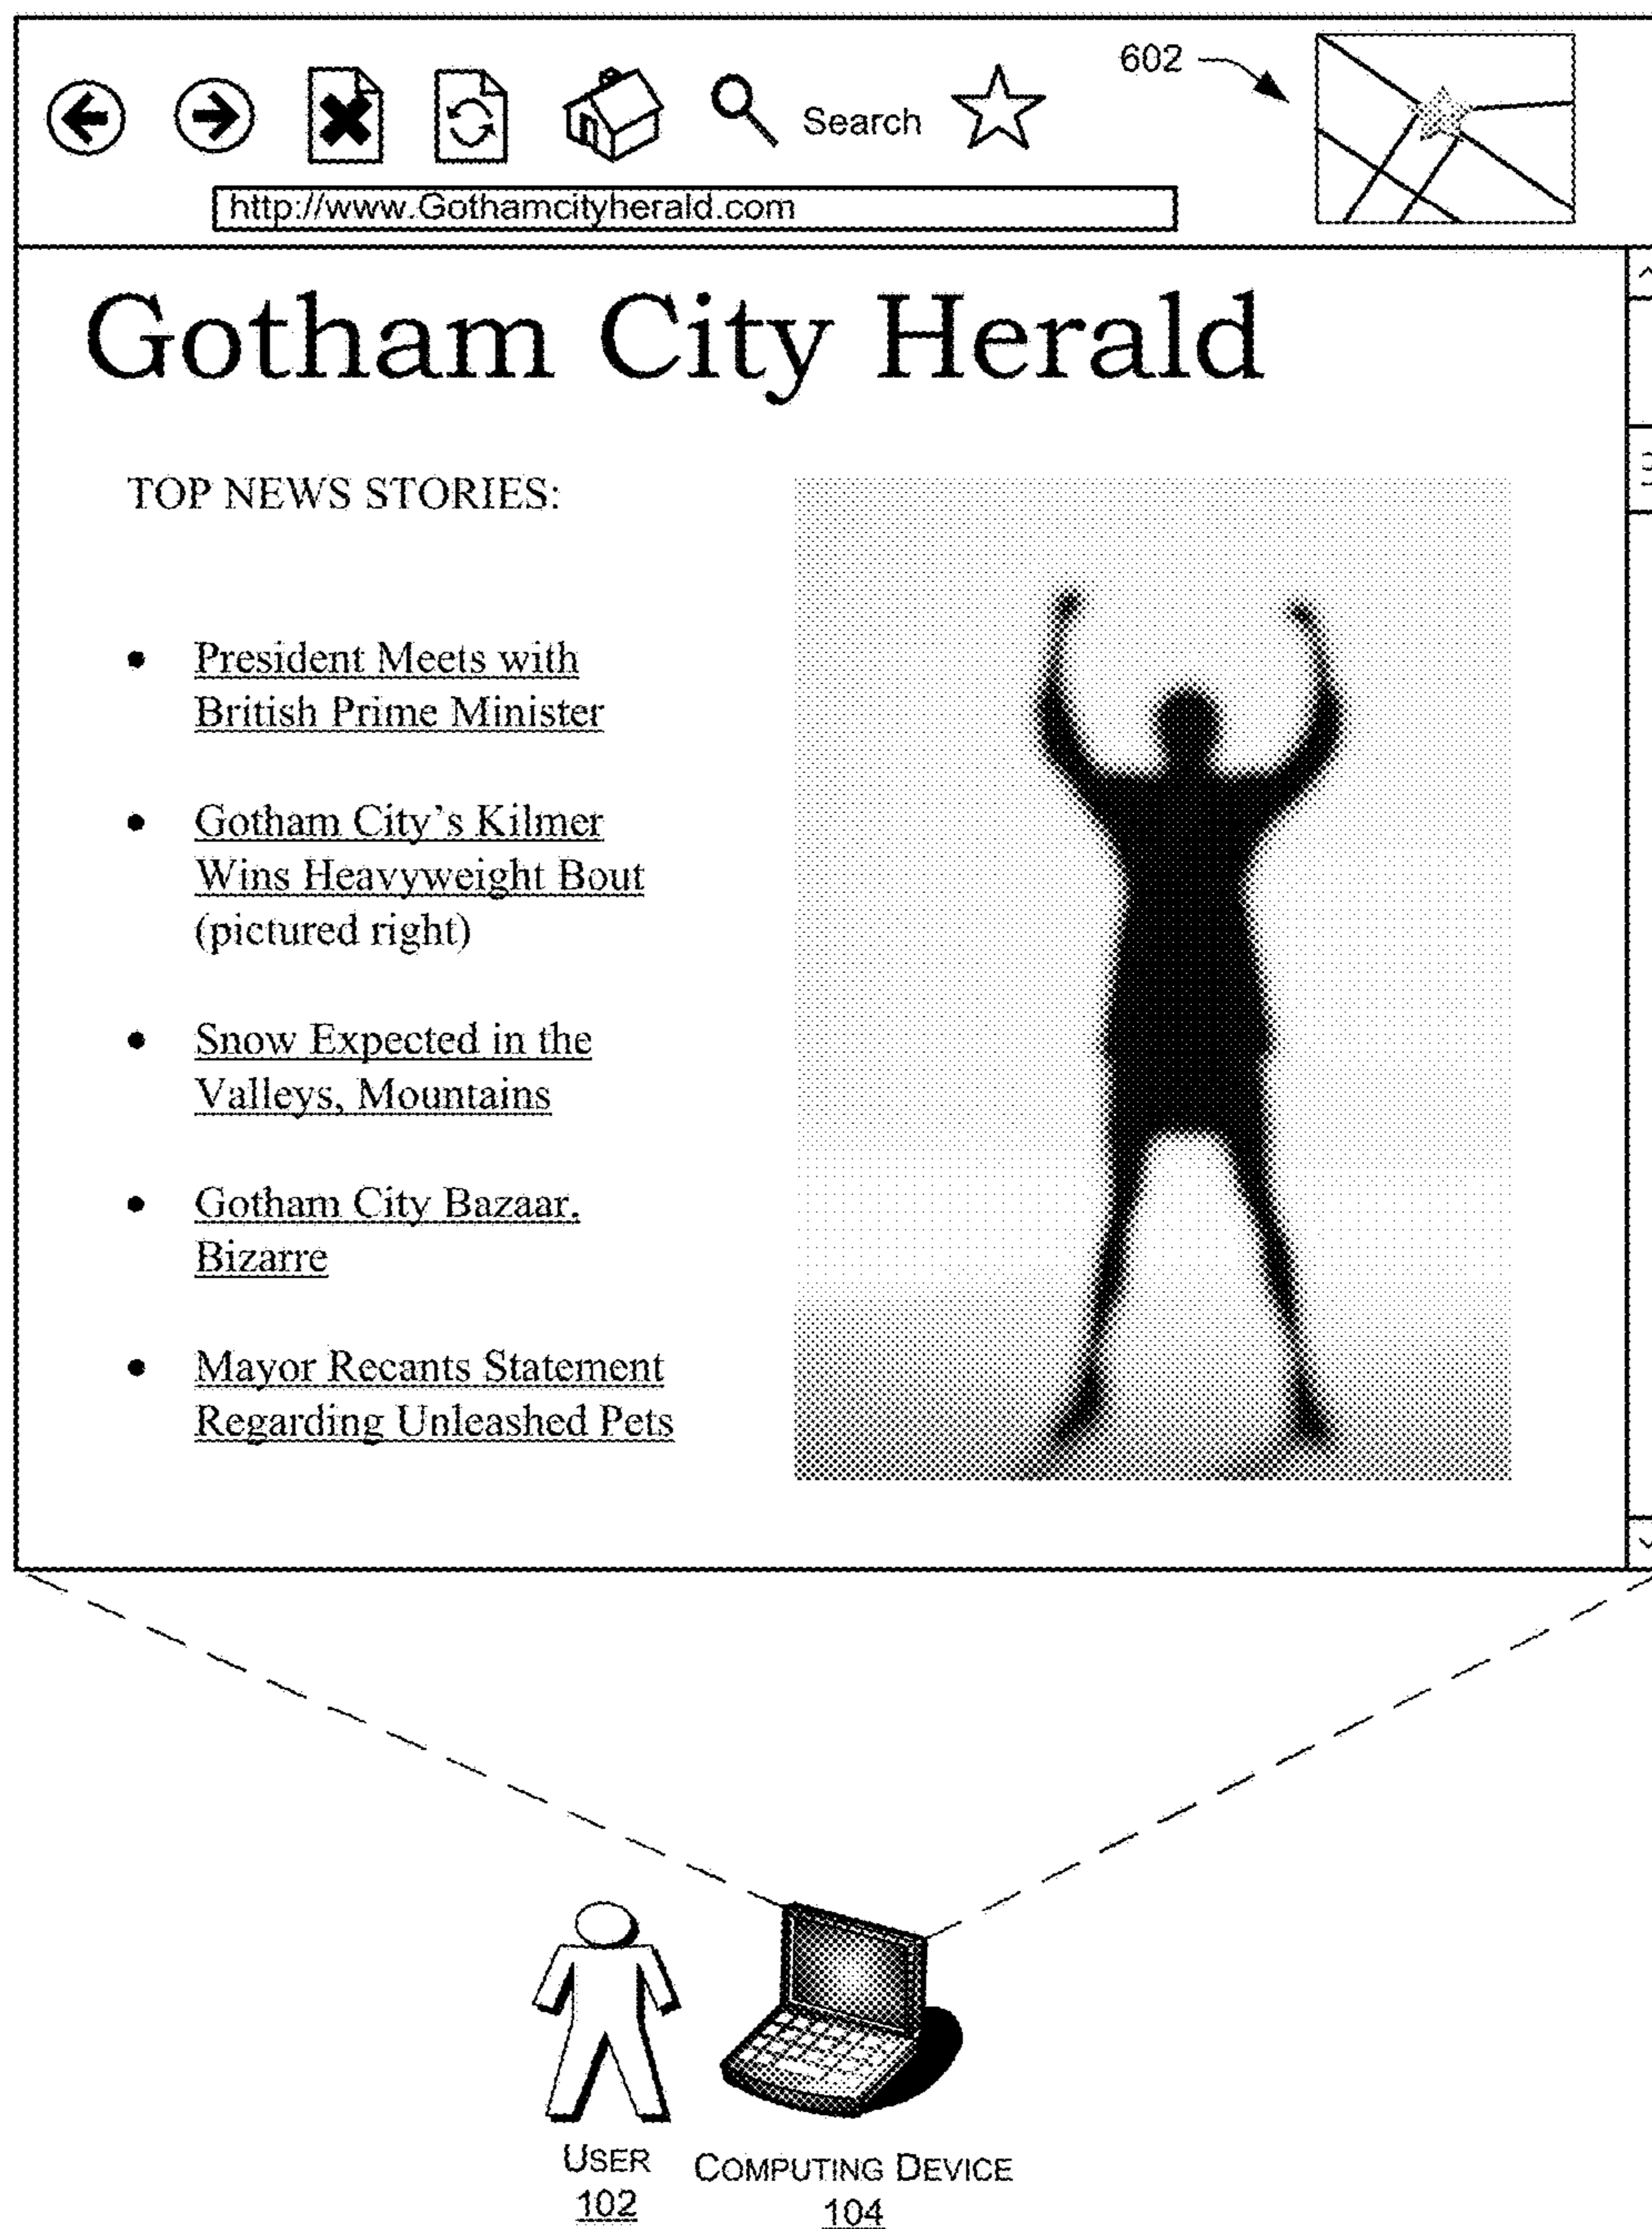 602
Search
http://www.Gothamcityherald.com
Gotham City Herald
TOP NEWS STORIES:
• President Meets with
British Prime Minister
• Gotham City's Kilmer
Wins Heavyweight Bout
(pictured right)
• Snow Expected in the
Valleys, Mountains
• Gotham City Bazaar,
Bizarre
• Mayor Recants Statement
Regarding Unleashed Pets
USER
102
COMPUTING DEVICE
104